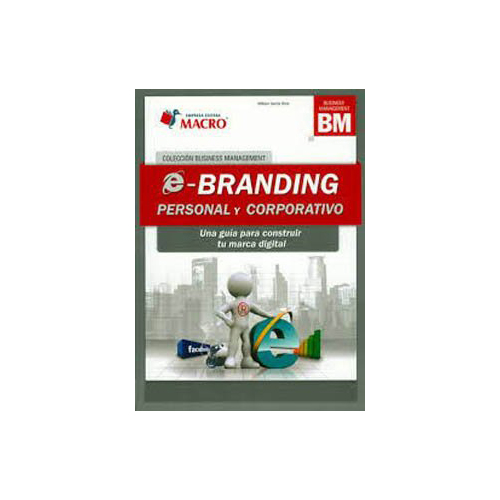 EMPRESA EDITORA
MACRO
BUSINESS
MANAGEMENT
BM
COLECCIÓN BUSINESS MANAGEMENT
e-BRANDING
PERSONAL Y CORPORATIVO
Una guía para construir
tu marca digital
facebook